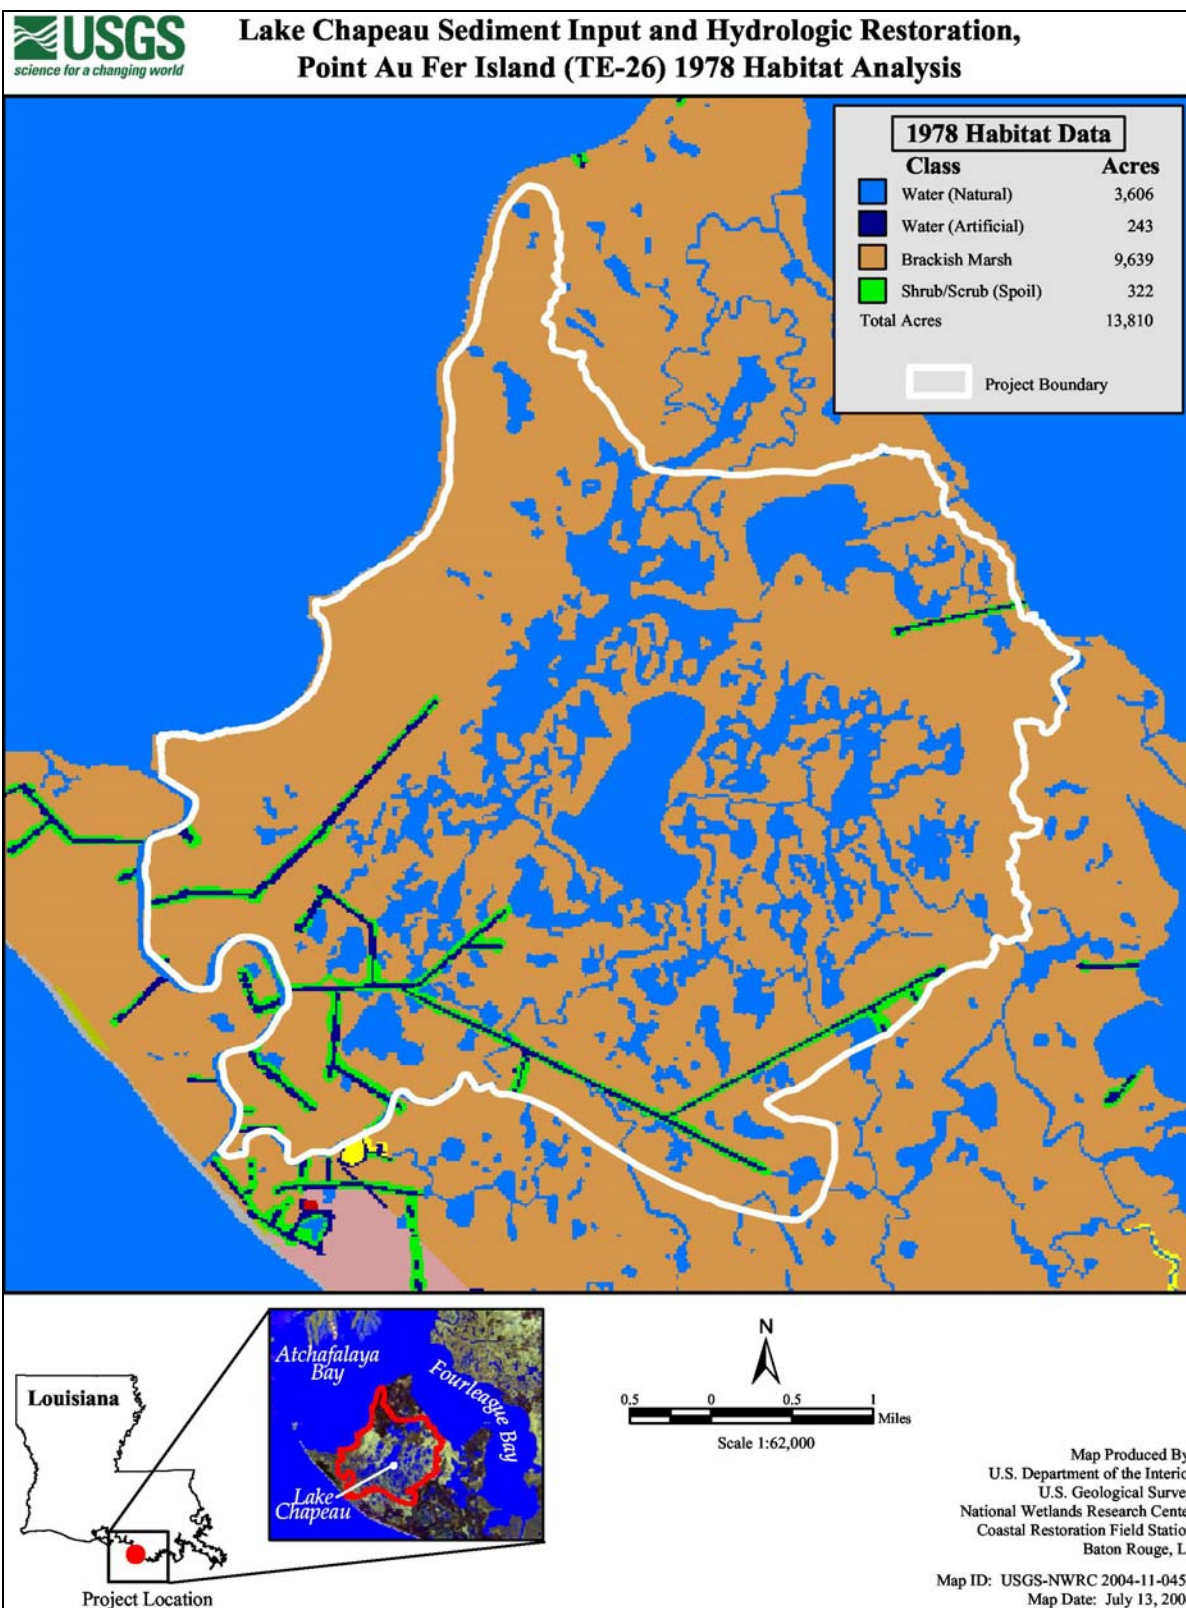 USGS
science for a changing world
Lake Chapeau Sediment Input and Hydrologic Restoration,
Point Au Fer Island (TE-26) 1978 Habitat Analysis
1978 Habitat Data
Class Acres
Water (Natural) 3,606
Water (Artificial) 243
Brackish Marsh 9,639
Shrub/Scrub (Spoil) 322
Total Acres 13,810
Project Boundary
Louisiana
Project Location
Atchafalaya
Bay
Fourleague Bay
Lake
Chapeau
N
0.5 0 0.5 1
Miles
Scale 1:62,000
Map Produced By
U.S. Department of the Interio
U.S. Geological Survey
National Wetlands Research Cente
Coastal Restoration Field Statio
Baton Rouge, L
Map ID: USGS-NWRC 2004-11-045
Map Date: July 13, 200